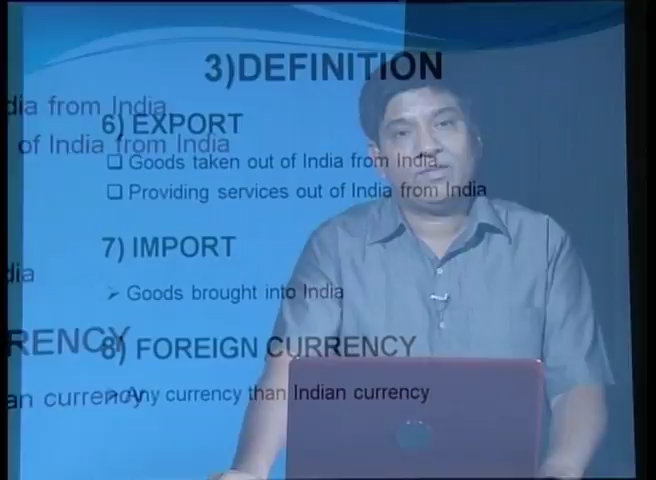 3)DEFINITION
dia from India
6) EXPORT
of India from India
❑ Goods taken out of India from India.
❑ Providing services out of India from India
7) IMPORT
dia
➢ Goods brought into India
RENCY
8) FOREIGN CURRENCY
an currency
Any currency than Indian currency